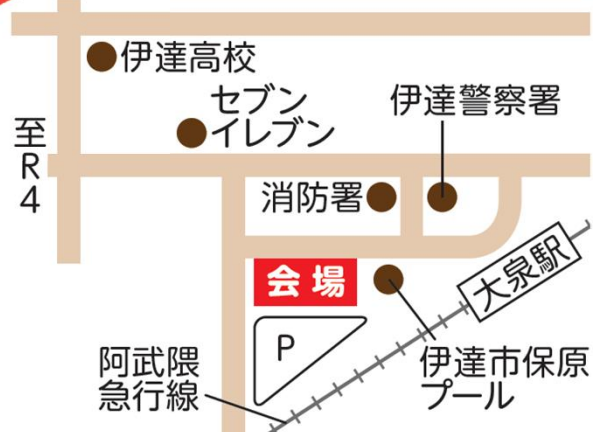 伊達高校
セブン
イレブン
伊達警察署
至R4
消防署
会場
大泉駅
P
阿武隈
急行線
伊達市保原
プール